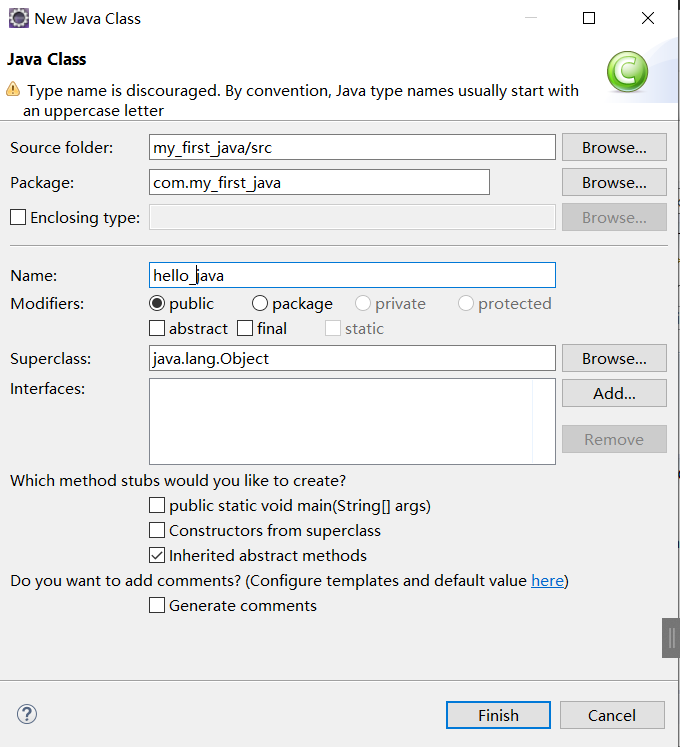 New Java Class
Java Class
Type name is discouraged. By convention, Java type names usually start with
an uppercase letter
Source folder: my_first_java/src Browse...
Package: com.my_first_java Browse...
Enclosing type: Browse...
Name: hello_java
Modifiers: public package private protected
abstract final static
Superclass: java.lang.Object Browse...
Interfaces: Add...
Remove
Which method stubs would you like to create?
public static void main(String[] args)
Constructors from superclass
Inherited abstract methods
Do you want to add comments? (Configure templates and default value here)
Generate comments
Finish Cancel